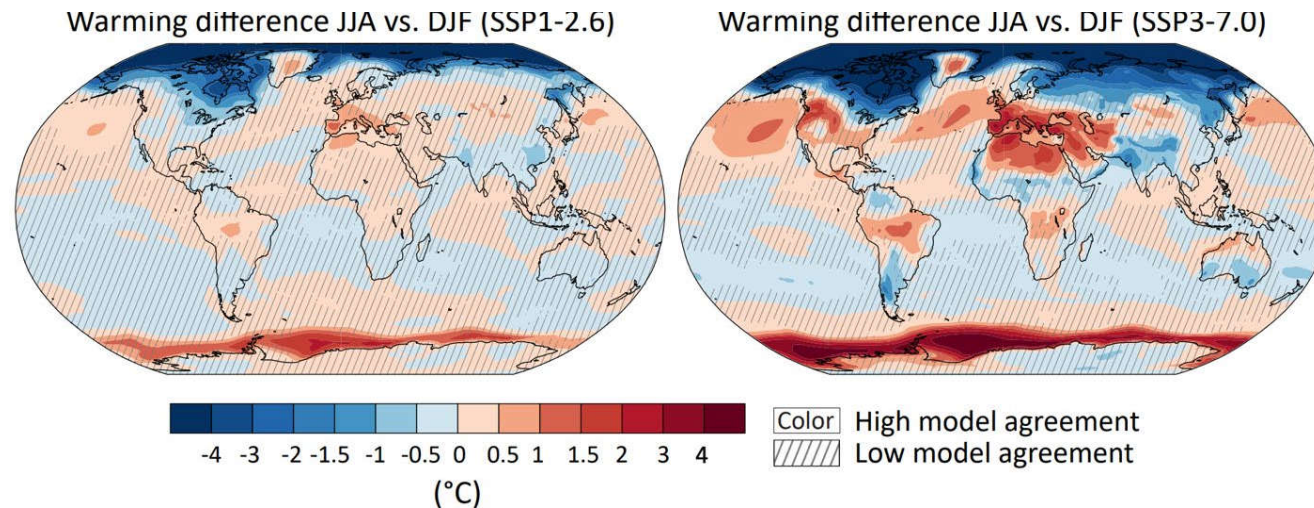 Warming difference JJA vs. DJF (SSP1-2.6)
Warming difference JJA vs. DJF (SSP3-7.0)
-4 -3 -2 -1.5 -1 -0.5 0 0.5 1 1.5 2 3 4
(°C)
Color High model agreement
Low model agreement